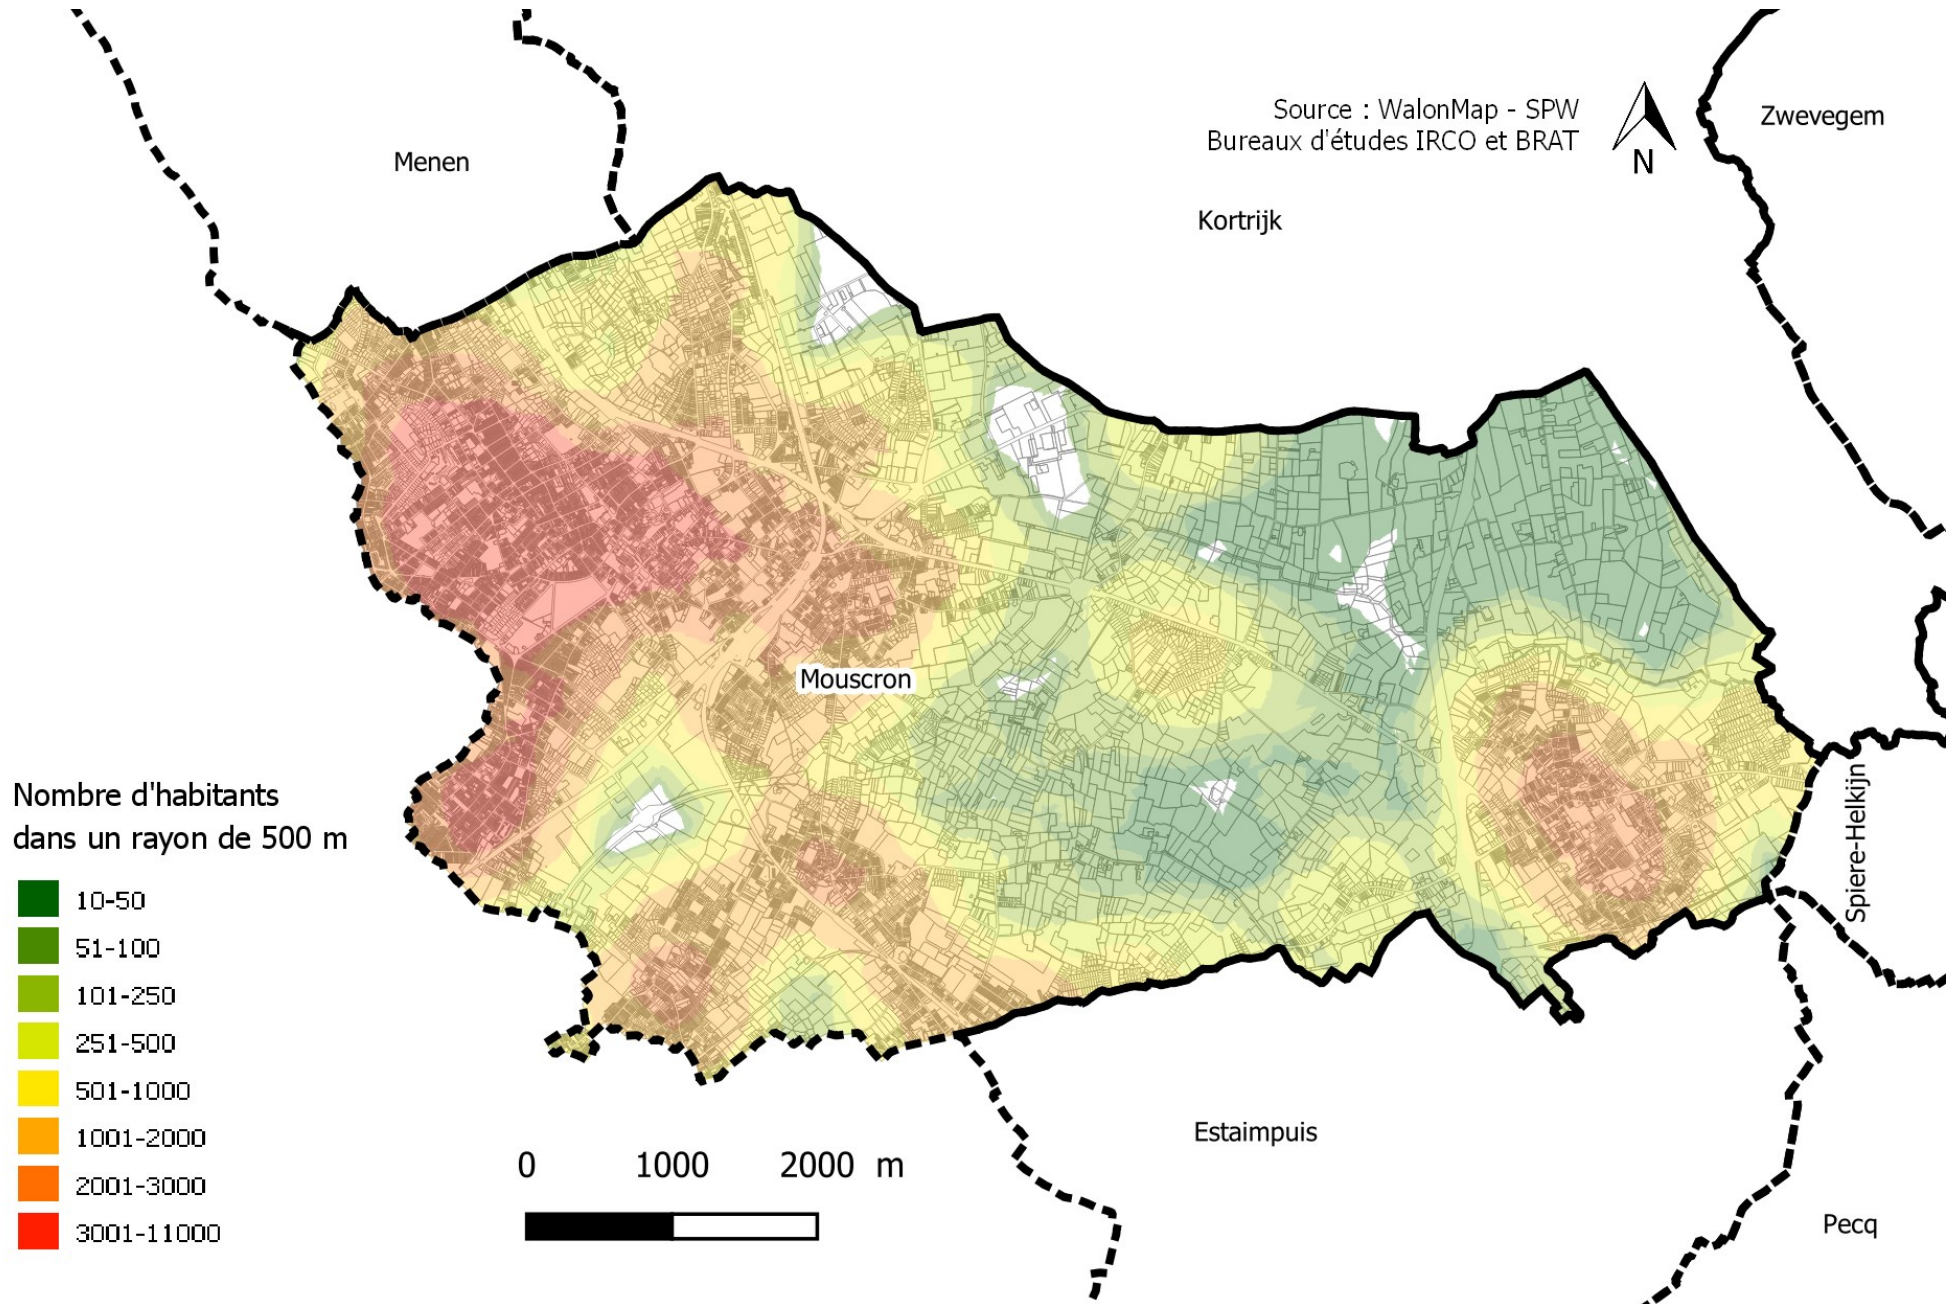 Source : WalonMap - SPW
Bureaux d'études IRCO et BRAT
N
Zwevegem
Menen
Kortrijk
Mouscron
Spiere-Helkijn
Estaimpuis
Pecq
Nombre d'habitants
dans un rayon de 500 m
10-50
51-100
101-250
251-500
501-1000
1001-2000
2001-3000
3001-11000
0 1000 2000 m